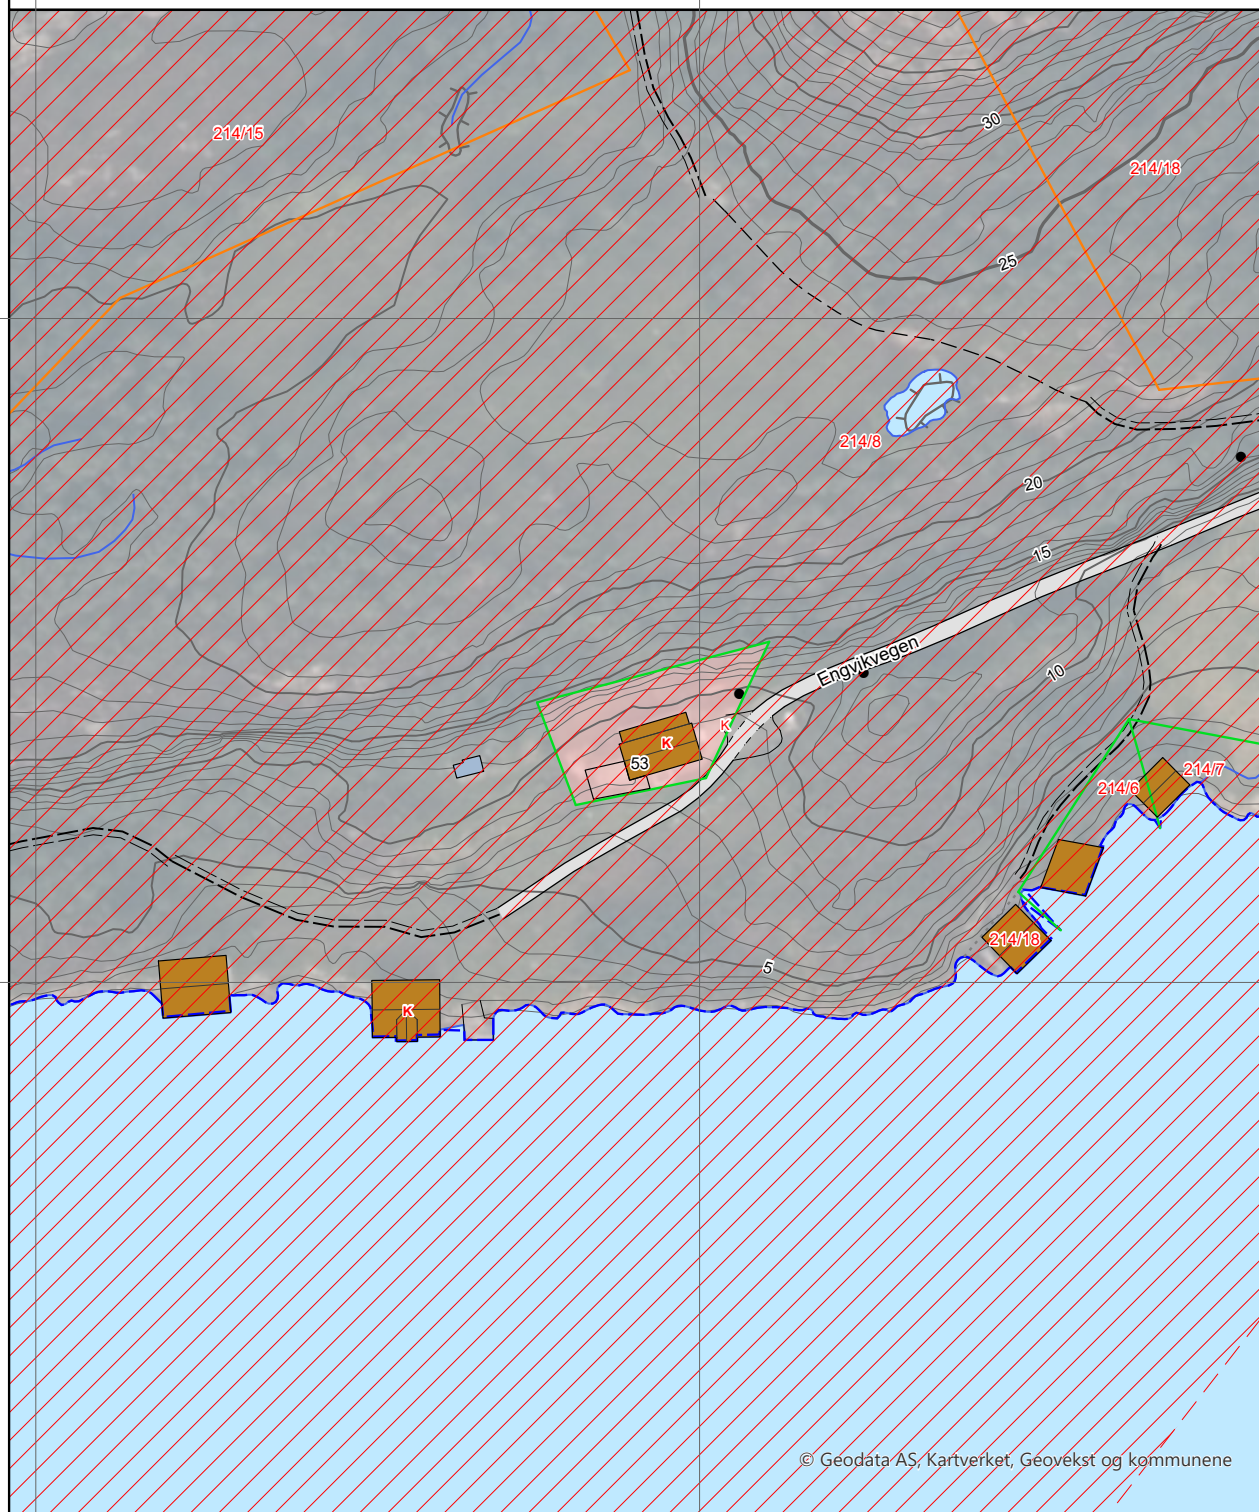 30
214/15
214/18
25
214/8
20
15
Engvikvegen
10
K
K
53
214/7
214/6
214/18
5
K
© Geodata AS, Kartverket, Geovekst og kommunene